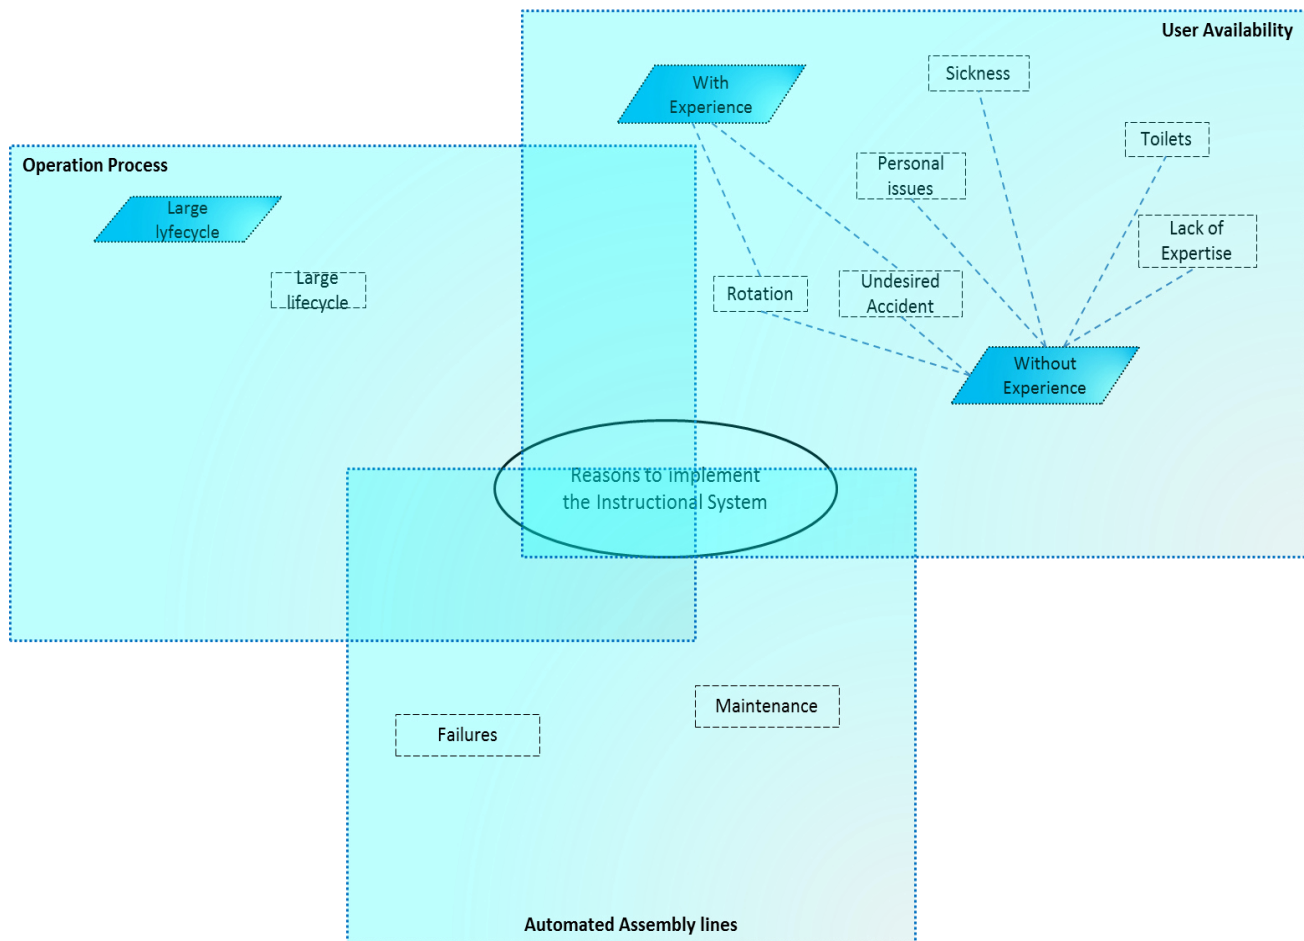 User Availability
With
Experience
Sickness
Toilets
Personal
issues
Lack of
Expertise
Rotation
Undesired
Accident
Without
Experience
Operation Process
Large
lyfecycle
Large
lifecycle
Reasons to implement
the Instructional System
Maintenance
Failures
Automated Assembly lines